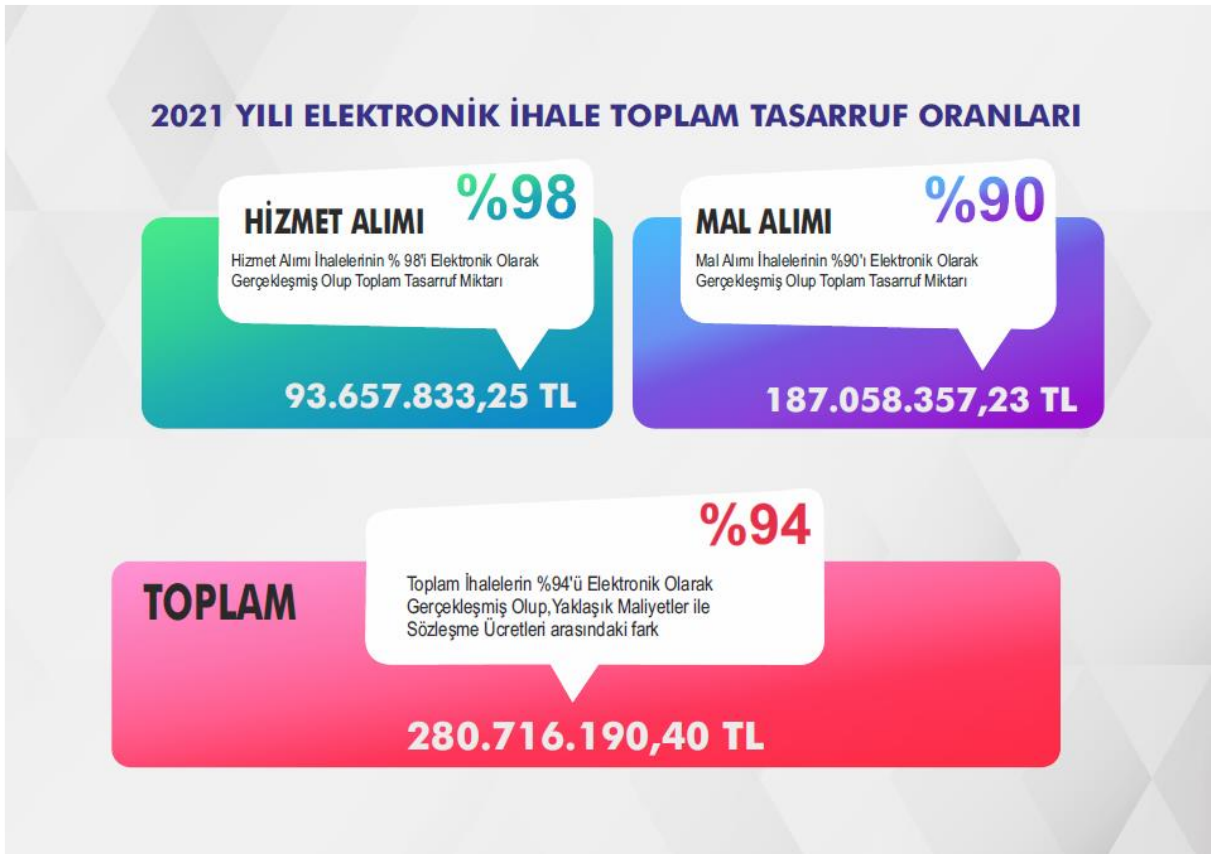 2021 YILI ELEKTRONİK İHALE TOPLAM TASARRUF ORANLARI
HİZMET ALIMI %98
Hizmet Alımı İhalelerinin % 98'i Elektronik Olarak
Gerçekleşmiş Olup Toplam Tasarruf Miktarı
93.657.833,25 TL
MAL ALIMI %90
Mal Alımı İhalelerinin %90'ı Elektronik Olarak
Gerçekleşmiş Olup Toplam Tasarruf Miktarı
187.058.357,23 TL
TOPLAM
%94
Toplam İhalelerin %94'ü Elektronik Olarak
Gerçekleşmiş Olup,Yaklaşık Maliyetler ile
Sözleşme Ücretleri arasındaki fark
280.716.190,40 TL